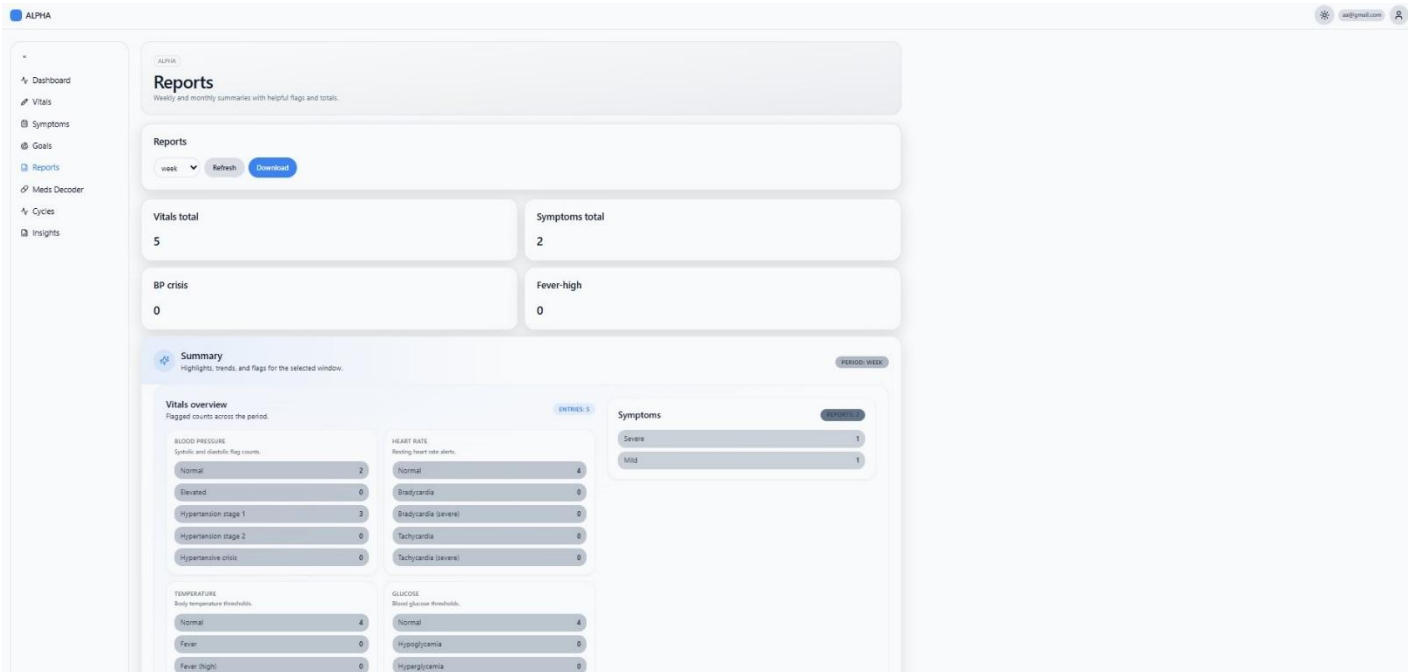 ALPHA
aa@gmail.com
Dashboard
Vitals
Symptoms
Goals
Reports
Meds Decoder
Cycles
Insights
ALPHA
Reports
Weekly and monthly summaries with helpful flags and totals.
Reports
week
Refresh
Download
Vitals total
5
Symptoms total
2
BP crisis
0
Fever-high
0
Summary
Highlights, trends, and flags for the selected window.
PERIOD: WEEK
Vitals overview
Flagged counts across the period.
ENTRIES: 5
BLOOD PRESSURE
Systolic and diastolic flag counts.
Normal 2
Elevated 0
Hypertension stage 1 3
Hypertension stage 2 0
Hypertensive crisis 0
HEART RATE
Resting heart rate alerts.
Normal 4
Bradycardia 0
Bradycardia (severe) 0
Tachycardia 0
Tachycardia (severe) 0
TEMPERATURE
Body temperature thresholds.
Normal 4
Fever 0
Fever (high) 0
GLUCOSE
Blood glucose thresholds.
Normal 4
Hypoglycemia 0
Hyperglycemia 0
Symptoms
REPORTS: 2
Severe 1
Mild 1